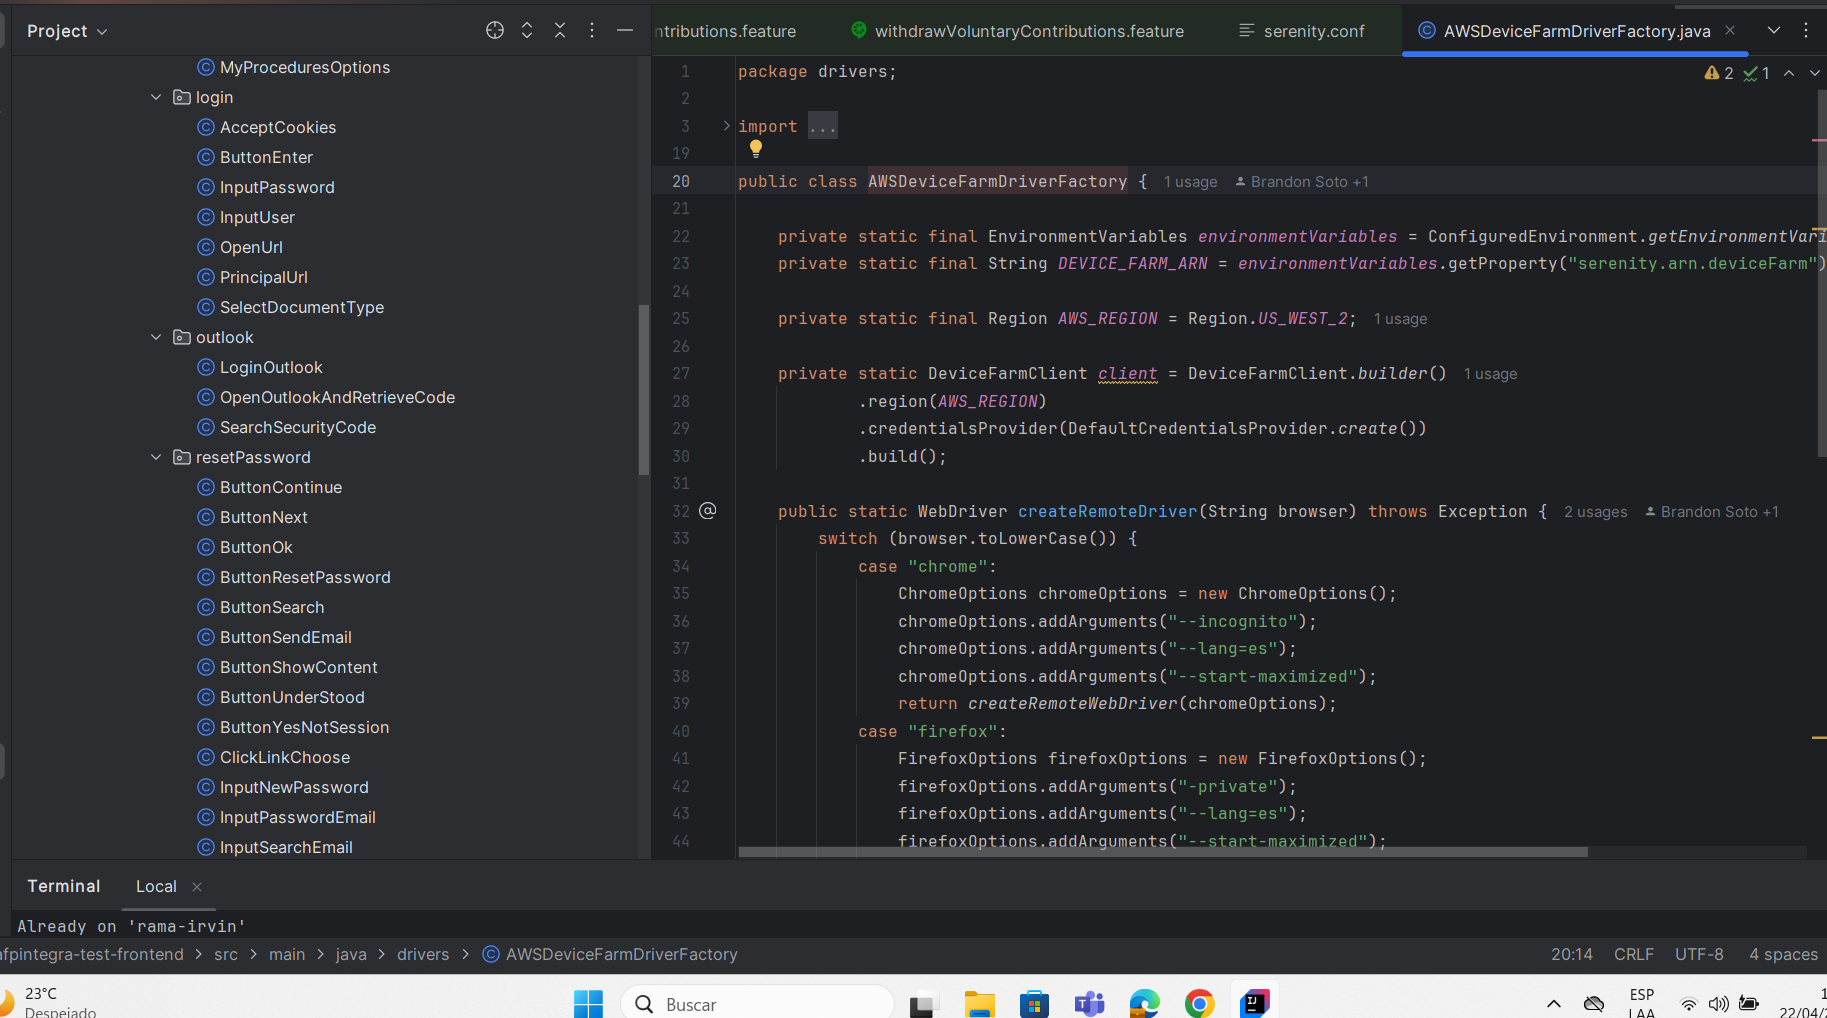 Project
ntributions.feature
withdrawVoluntaryContributions.feature
serenity.conf
AWSDeviceFarmDriverFactory.java
MyProceduresOptions
login
AcceptCookies
ButtonEnter
InputPassword
InputUser
OpenUrl
PrincipalUrl
SelectDocumentType
outlook
LoginOutlook
OpenOutlookAndRetrieveCode
SearchSecurityCode
resetPassword
ButtonContinue
ButtonNext
ButtonOk
ButtonResetPassword
ButtonSearch
ButtonSendEmail
ButtonShowContent
ButtonUnderStood
ButtonYesNotSession
ClickLinkChoose
InputNewPassword
InputPasswordEmail
InputSearchEmail
2 1
1 package drivers;
2
3 import ...
19
20 public class AWSDeviceFarmDriverFactory { 1 usage Brandon Soto +1
21
22 private static final EnvironmentVariables environmentVariables = ConfiguredEnvironment.getEnvironmentVari
23 private static final String DEVICE_FARM_ARN = environmentVariables.getProperty("serenity.arn.deviceFarm")
24
25 private static final Region AWS_REGION = Region.US_WEST_2; 1 usage
26
27 private static DeviceFarmClient client = DeviceFarmClient.builder() 1 usage
28 .region(AWS_REGION)
29 .credentialsProvider(DefaultCredentialsProvider.create())
30 .build();
31
32 public static WebDriver createRemoteDriver(String browser) throws Exception { 2 usages Brandon Soto +1
33 switch (browser.toLowerCase()) {
34 case "chrome":
35 ChromeOptions chromeOptions = new ChromeOptions();
36 chromeOptions.addArguments("--incognito");
37 chromeOptions.addArguments("--lang=es");
38 chromeOptions.addArguments("--start-maximized");
39 return createRemoteWebDriver(chromeOptions);
40 case "firefox":
41 FirefoxOptions firefoxOptions = new FirefoxOptions();
42 firefoxOptions.addArguments("-private");
43 firefoxOptions.addArguments("--lang=es");
44 firefoxOptions.addArguments("--start-maximized");
Terminal Local
Already on 'rama-irvin'
afpintegra-test-frontend > src > main > java > drivers > AWSDeviceFarmDriverFactory
20:14 CRLF UTF-8 4 spaces
23°C
Despejado
Buscar
ESP
LAA
22/04/2